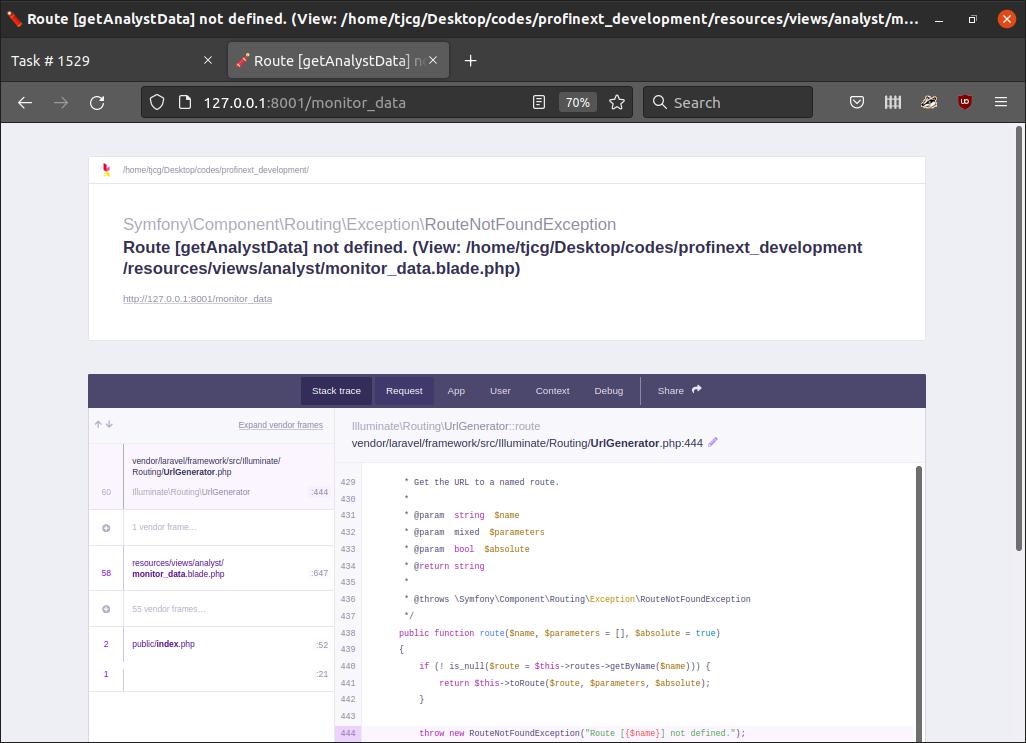 Route [getAnalystData] not defined. (View: /home/tjcg/Desktop/codes/profinext_development/resources/views/analyst/m...
Task # 1529
Route [getAnalystData] n
127.0.0.1:8001/monitor_data
70%
Search
/home/tjcg/Desktop/codes/profinext_development/
Symfony\Component\Routing\Exception\RouteNotFoundException
Route [getAnalystData] not defined. (View: /home/tjcg/Desktop/codes/profinext_development
/resources/views/analyst/monitor_data.blade.php)
http://127.0.0.1:8001/monitor_data
Stack trace Request App User Context Debug Share
Expand vendor frames
vendor/laravel/framework/src/Illuminate/
Routing/UrlGenerator.php
60 Illuminate\Routing\UrlGenerator :444
1 vendor frame…
resources/views/analyst/
58 monitor_data.blade.php :647
55 vendor frames…
2 public/index.php :52
1 :21
Illuminate\Routing\UrlGenerator::route
vendor/laravel/framework/src/Illuminate/Routing/UrlGenerator.php:444
429 * Get the URL to a named route.
430 *
431 * @param  string  $name
432 * @param  mixed  $parameters
433 * @param  bool  $absolute
434 * @return string
435 *
436 * @throws \Symfony\Component\Routing\Exception\RouteNotFoundException
437 */
438 public function route($name, $parameters = [], $absolute = true)
439 {
440 if (! is_null($route = $this->routes->getByName($name))) {
441 return $this->toRoute($route, $parameters, $absolute);
442 }
443
444 throw new RouteNotFoundException("Route [{$name}] not defined.");